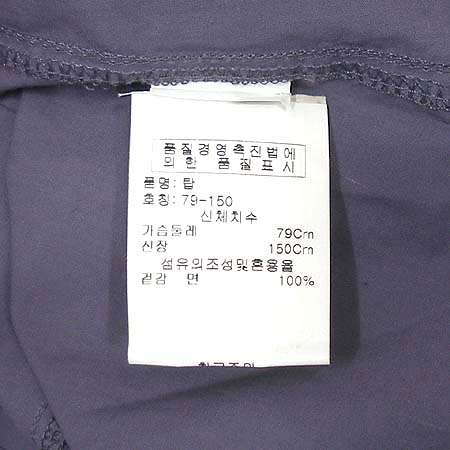 품질경영촉진법에
의한 품질표시
품명: 탑
호칭: 79-150
신체치수
가슴둘레 79Cm
신장 150Cm
섬유의조성및혼용율
겉감 면 100%